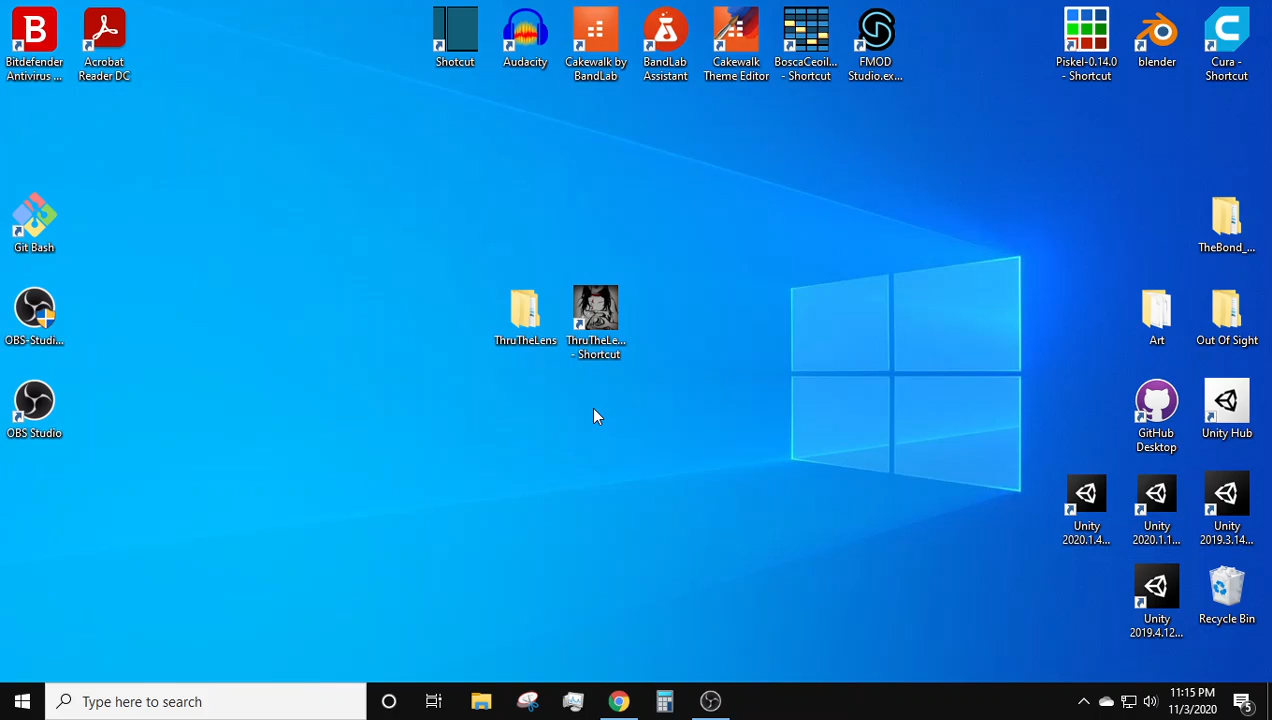 Bitdefender
Antivirus ...
Acrobat
Reader DC
Shotcut
Audacity
Cakewalk by
BandLab
BandLab
Assistant
Cakewalk
Theme Editor
BoscaCeoil...
- Shortcut
FMOD
Studio.ex...
Piskel-0.14.0
- Shortcut
blender
Cura -
Shortcut
Git Bash
TheBond_...
OBS-Studi...
ThruTheLens
ThruTheLe...
- Shortcut
Art
Out Of Sight
OBS Studio
GitHub
Desktop
Unity Hub
Unity
2020.1.4...
Unity
2020.1.1...
Unity
2019.3.14...
Unity
2019.4.12...
Recycle Bin
Type here to search
11:15 PM
11/3/2020
5